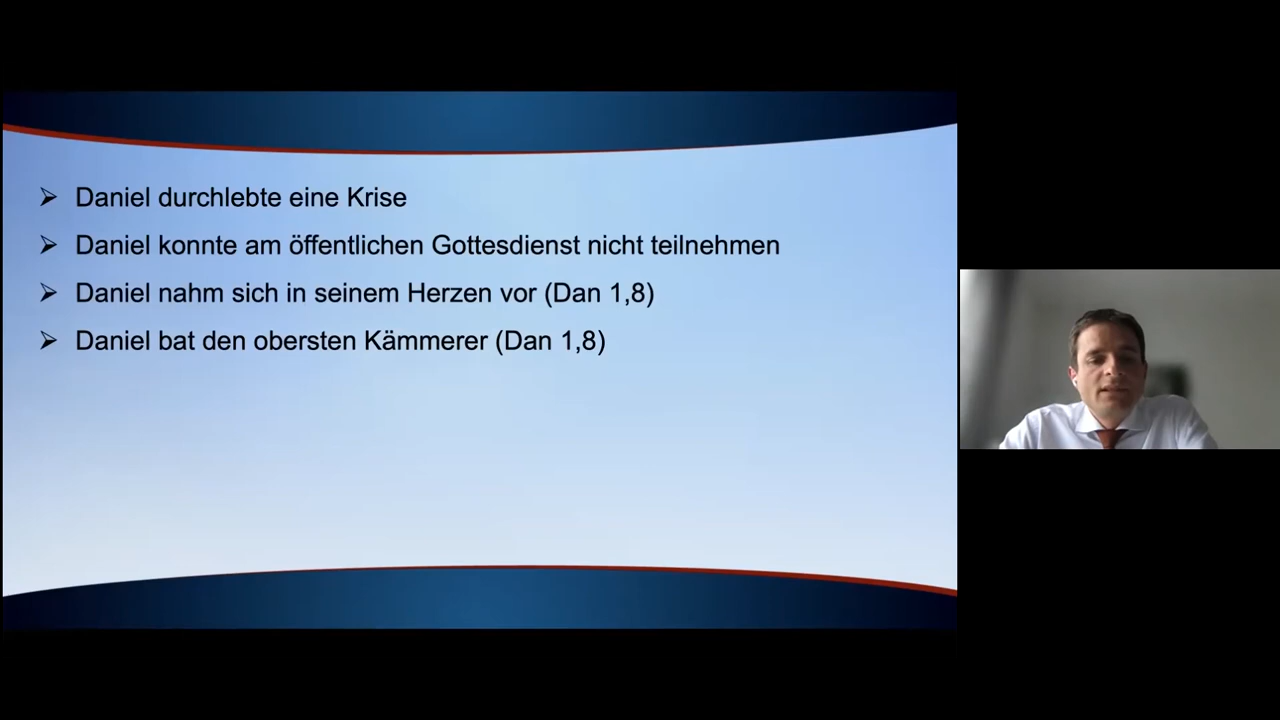 Daniel durchlebte eine Krise
Daniel konnte am öffentlichen Gottesdienst nicht teilnehmen
Daniel nahm sich in seinem Herzen vor (Dan 1,8)
Daniel bat den obersten Kämmerer (Dan 1,8)